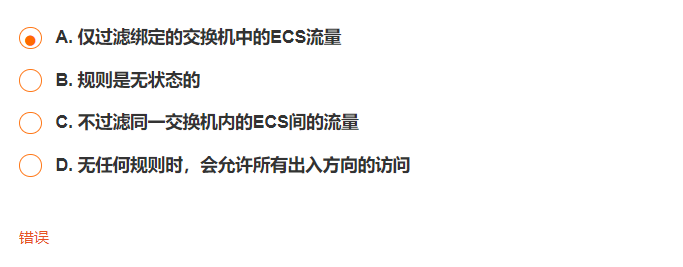 A. 仅过滤绑定的交换机中的ECS流量
B. 规则是无状态的
C. 不过滤同一交换机内的ECS间的流量
D. 无任何规则时，会允许所有出入方向的访问
错误